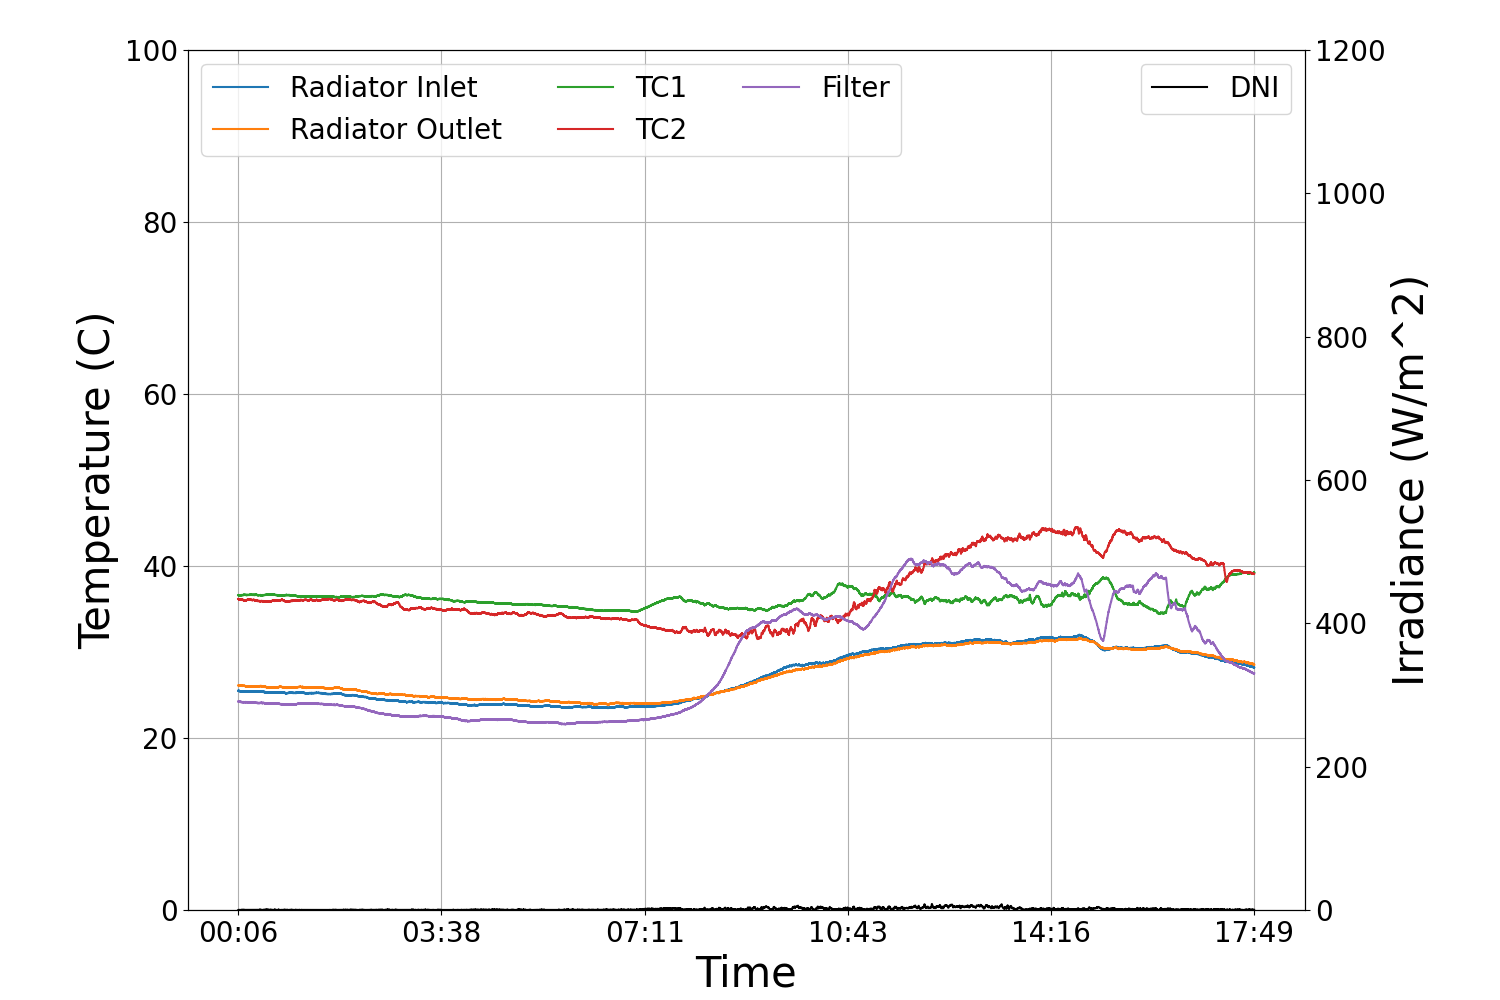 100
80
60
40
20
0
Temperature (C)
Radiator Inlet
Radiator Outlet
TC1
TC2
Filter
DNI
1200
1000
800
600
400
200
0
Irradiance (W/m^2)
00:06 03:38 07:11 10:43 14:16 17:49
Time